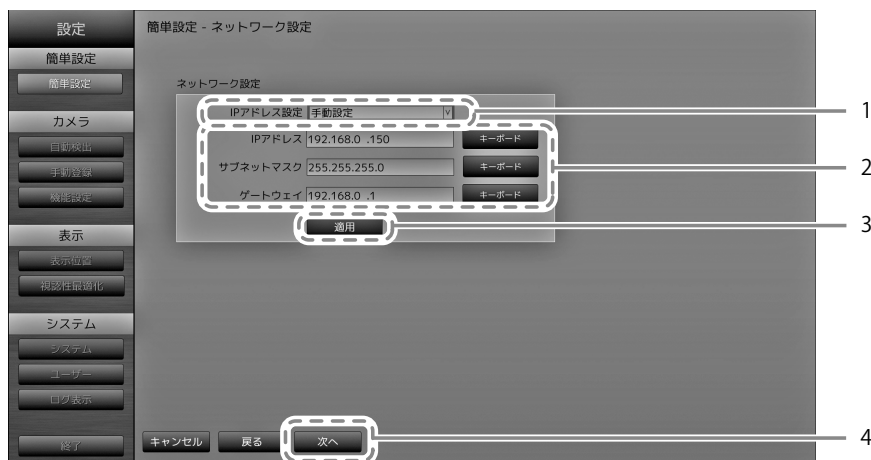 設定
簡単設定
簡単設定
カメラ
自動検出
手動登録
機能設定
表示
表示位置
視認性最適化
システム
システム
ユーザー
ログ表示
終了
簡単設定 - ネットワーク設定
ネットワーク設定
IPアドレス設定 手動設定 1
IPアドレス 192.168.0 .150 キーボード
サブネットマスク 255.255.255.0 キーボード 2
ゲートウェイ 192.168.0 .1 キーボード
適用 3
キャンセル 戻る 次へ 4